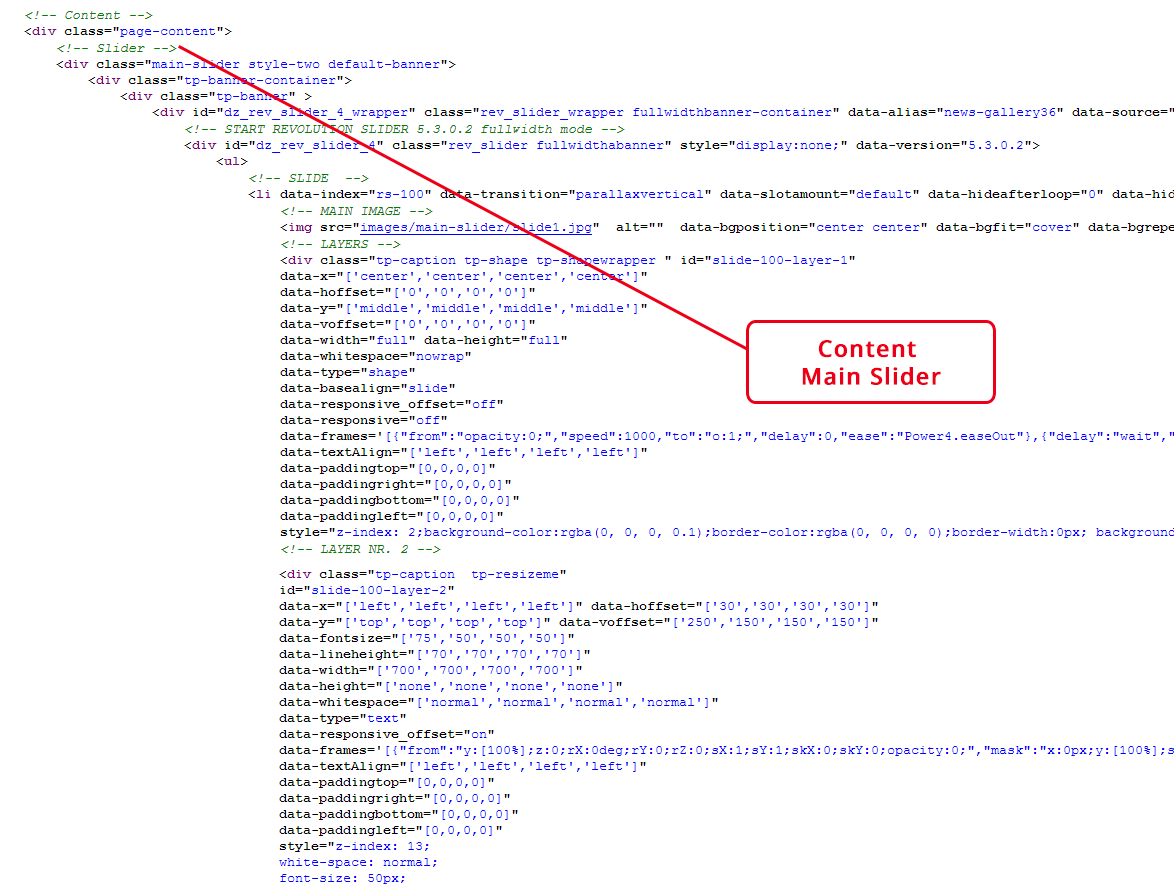 <!-- Content -->
<div class="page-content">
<!-- Slider -->
<div class="main-slider style-two default-banner">
<div class="tp-banner-container">
<div class="tp-banner" >
<div id="dz_rev_slider_4_wrapper" class="rev_slider_wrapper fullwidthbanner-container" data-alias="news-gallery36" data-source="
<!-- START REVOLUTION SLIDER 5.3.0.2 fullwidth mode -->
<div id="dz_rev_slider_4" class="rev_slider fullwidthabanner" style="display:none;" data-version="5.3.0.2">
<ul>
<!-- SLIDE  -->
<li data-index="rs-100" data-transition="parallaxvertical" data-slotamount="default" data-hideafterloop="0" data-hid
<!-- MAIN IMAGE -->
<img src="images/main-slider/slide1.jpg"  alt=""  data-bgposition="center center" data-bgfit="cover" data-bgrepe
<!-- LAYERS -->
<div class="tp-caption tp-shape tp-shapewrapper " id="slide-100-layer-1"
data-x="['center','center','center','center']"
data-hoffset="['0','0','0','0']"
data-y="['middle','middle','middle','middle']"
data-voffset="['0','0','0','0']"
data-width="full" data-height="full"
data-whitespace="nowrap"
data-type="shape"
data-basealign="slide"
data-responsive_offset="off"
data-responsive="off"
data-frames='[{"from":"opacity:0;","speed":1000,"to":"o:1;","delay":0,"ease":"Power4.easeOut"},{"delay":"wait","
data-textAlign="['left','left','left','left']"
data-paddingtop="[0,0,0,0]"
data-paddingright="[0,0,0,0]"
data-paddingbottom="[0,0,0,0]"
data-paddingleft="[0,0,0,0]"
style="z-index: 2;background-color:rgba(0, 0, 0, 0.1);border-color:rgba(0, 0, 0, 0);border-width:0px; background
<!-- LAYER NR. 2 -->
<div class="tp-caption  tp-resizeme"
id="slide-100-layer-2"
data-x="['left','left','left','left']" data-hoffset="['30','30','30','30']"
data-y="['top','top','top','top']" data-voffset="['250','150','150','150']"
data-fontsize="['75','50','50','50']"
data-lineheight="['70','70','70','70']"
data-width="['700','700','700','700']"
data-height="['none','none','none','none']"
data-whitespace="['normal','normal','normal','normal']"
data-type="text"
data-responsive_offset="on"
data-frames='[{"from":"y:[100%];z:0;rX:0deg;rY:0;rZ:0;sX:1;sY:1;skX:0;skY:0;opacity:0;","mask":"x:0px;y:[100%];s
data-textAlign="['left','left','left','left']"
data-paddingtop="[0,0,0,0]"
data-paddingright="[0,0,0,0]"
data-paddingbottom="[0,0,0,0]"
data-paddingleft="[0,0,0,0]"
style="z-index: 13;
white-space: normal;
font-size: 50px;
Content
Main Slider